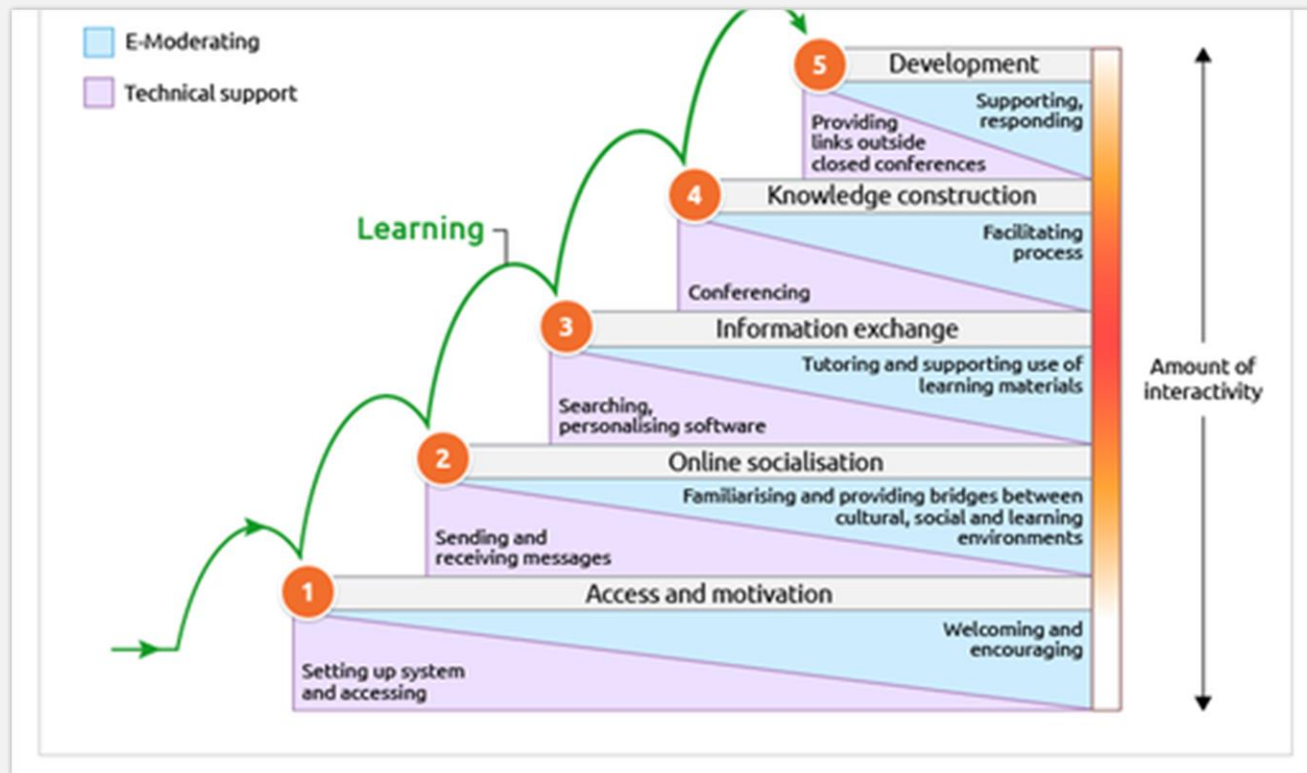 E-Moderating
Technical support
Learning
5
Development
Supporting,
responding
Providing
links outside
closed conferences
4
Knowledge construction
Facilitating
process
Conferencing
3
Information exchange
Tutoring and supporting use of
learning materials
Searching,
personalising software
2
Online socialisation
Familiarising and providing bridges between
cultural, social and learning
environments
Sending and
receiving messages
1
Access and motivation
Welcoming and
encouraging
Setting up system
and accessing
Amount of
interactivity